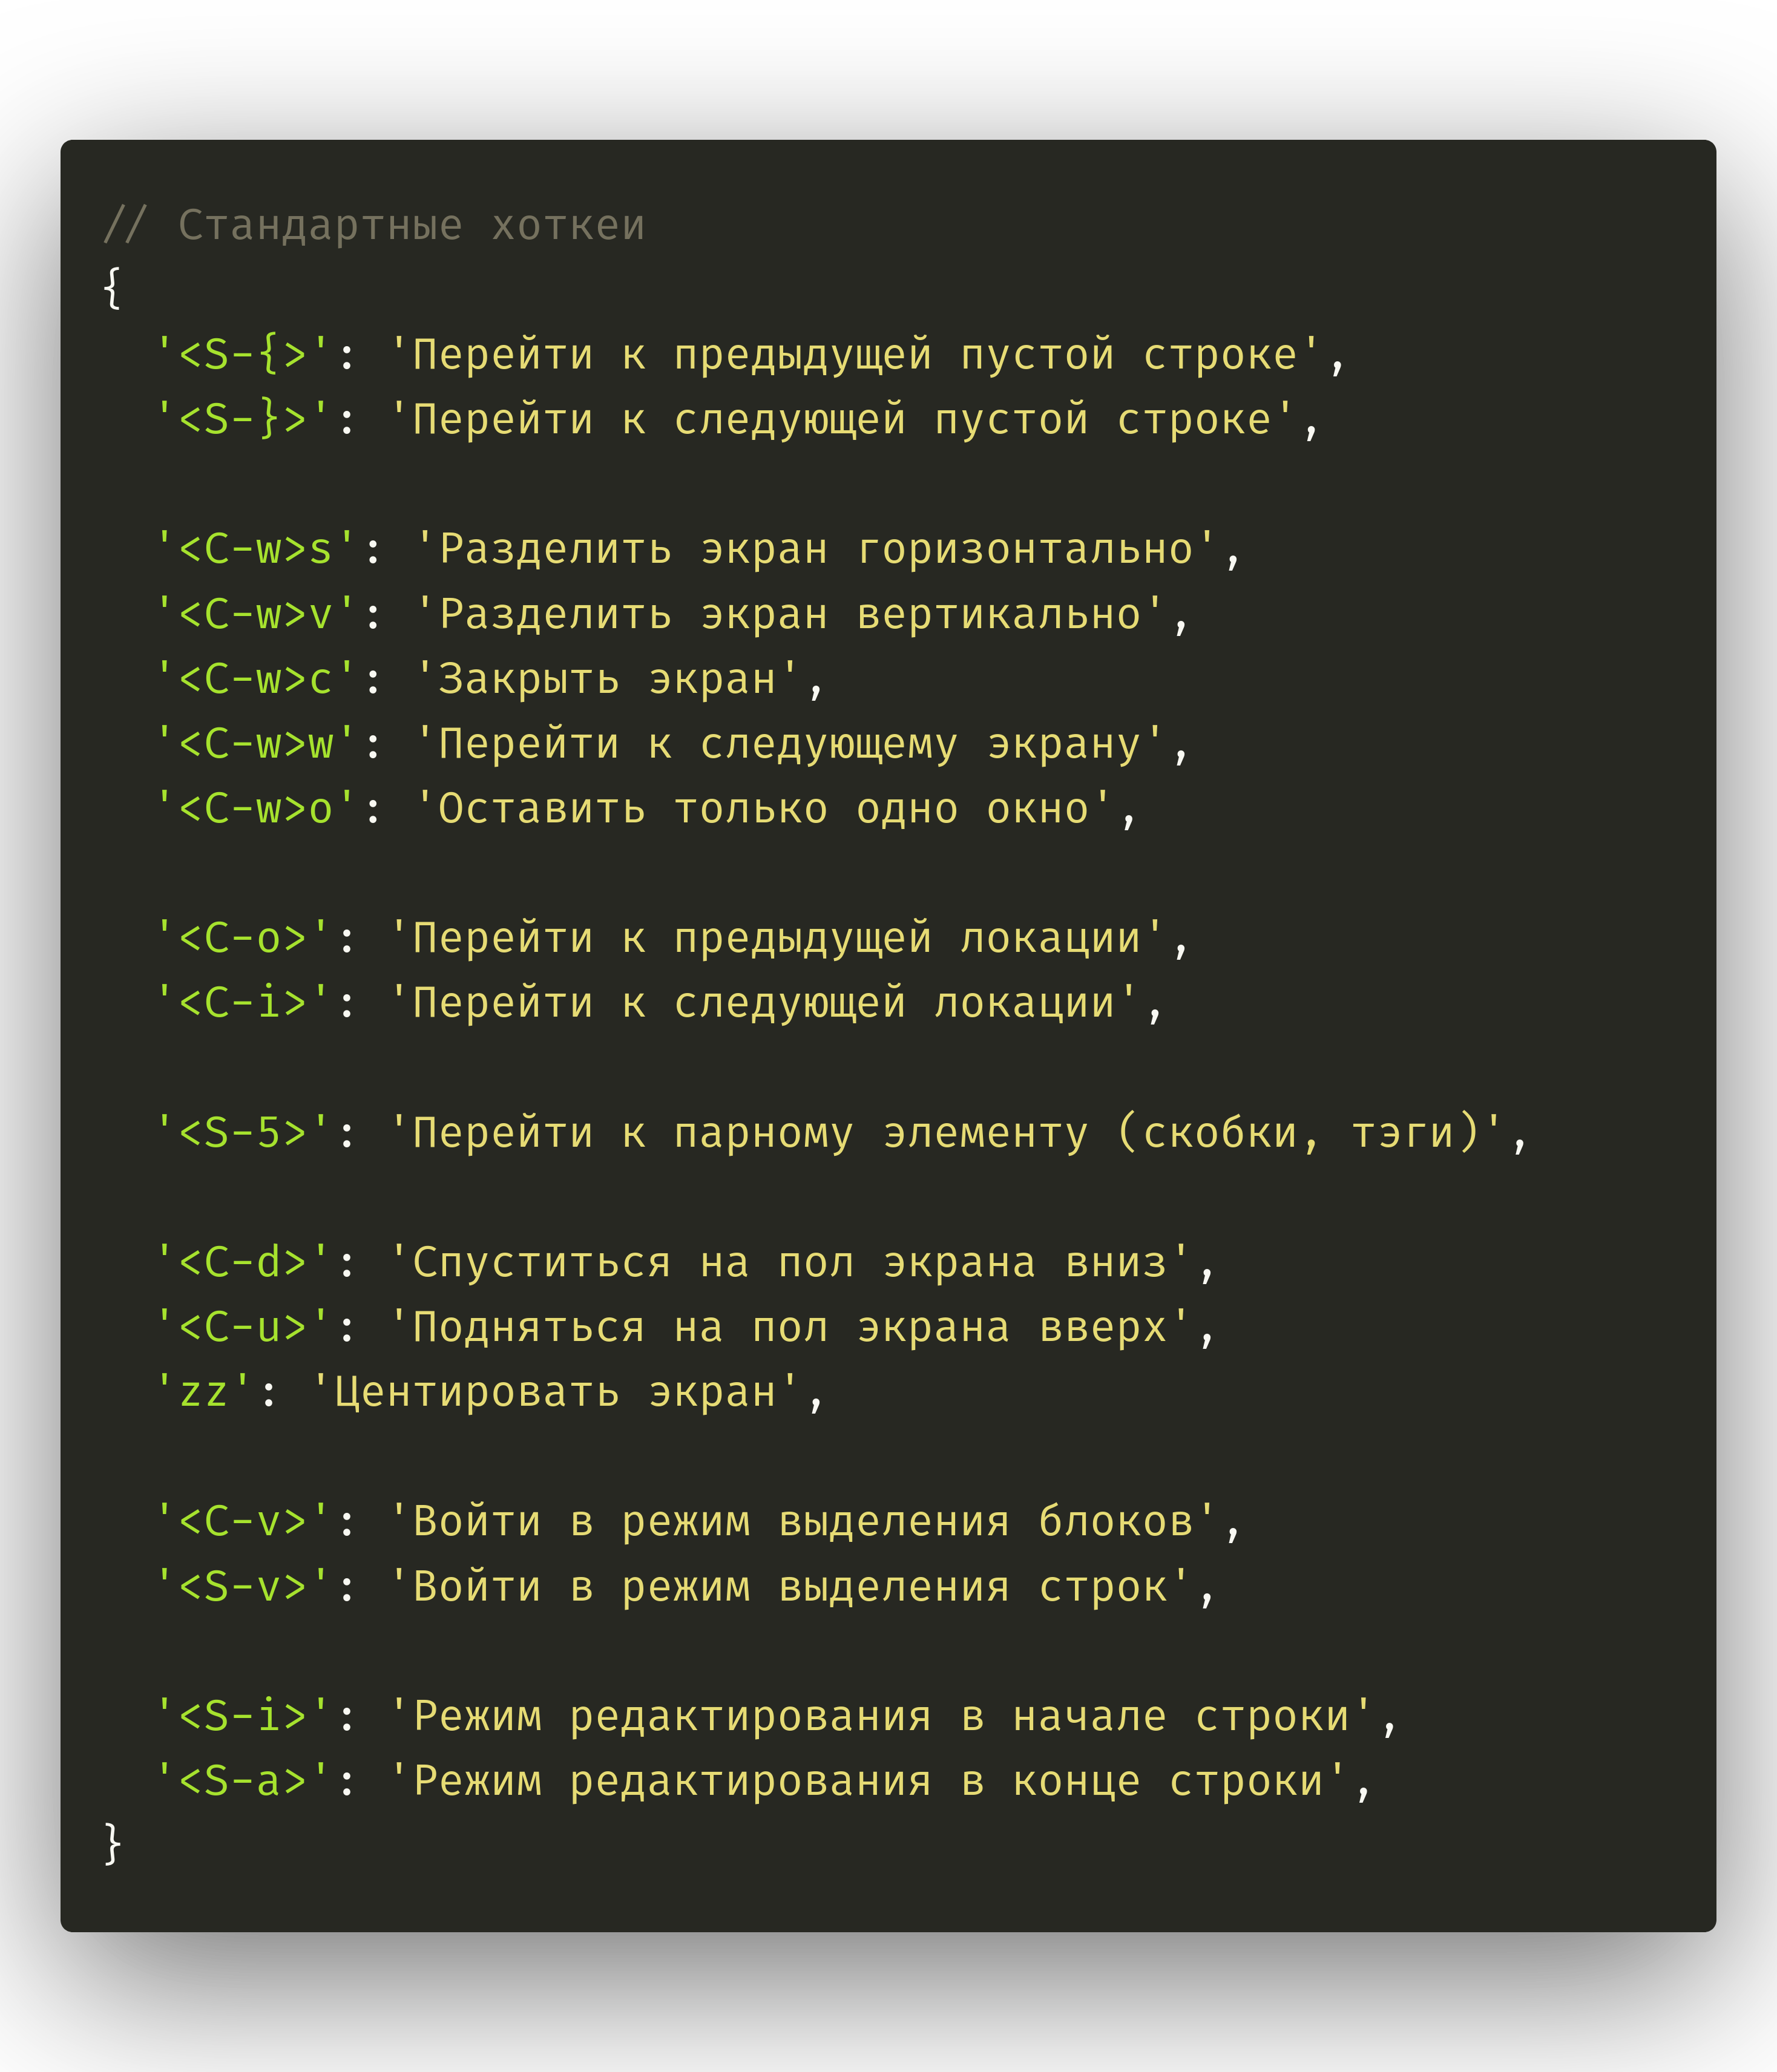 // Стандартные хоткеи
{
  '<S-{>': 'Перейти к предыдущей пустой строке',
  '<S-}>': 'Перейти к следующей пустой строке',

  '<C-w>s': 'Разделить экран горизонтально',
  '<C-w>v': 'Разделить экран вертикально',
  '<C-w>c': 'Закрыть экран',
  '<C-w>w': 'Перейти к следующему экрану',
  '<C-w>o': 'Оставить только одно окно',

  '<C-o>': 'Перейти к предыдущей локации',
  '<C-i>': 'Перейти к следующей локации',

  '<S-5>': 'Перейти к парному элементу (скобки, тэги)',

  '<C-d>': 'Спуститься на пол экрана вниз',
  '<C-u>': 'Подняться на пол экрана вверх',
  'zz': 'Центировать экран',

  '<C-v>': 'Войти в режим выделения блоков',
  '<S-v>': 'Войти в режим выделения строк',

  '<S-i>': 'Режим редактирования в начале строки',
  '<S-a>': 'Режим редактирования в конце строки',
}